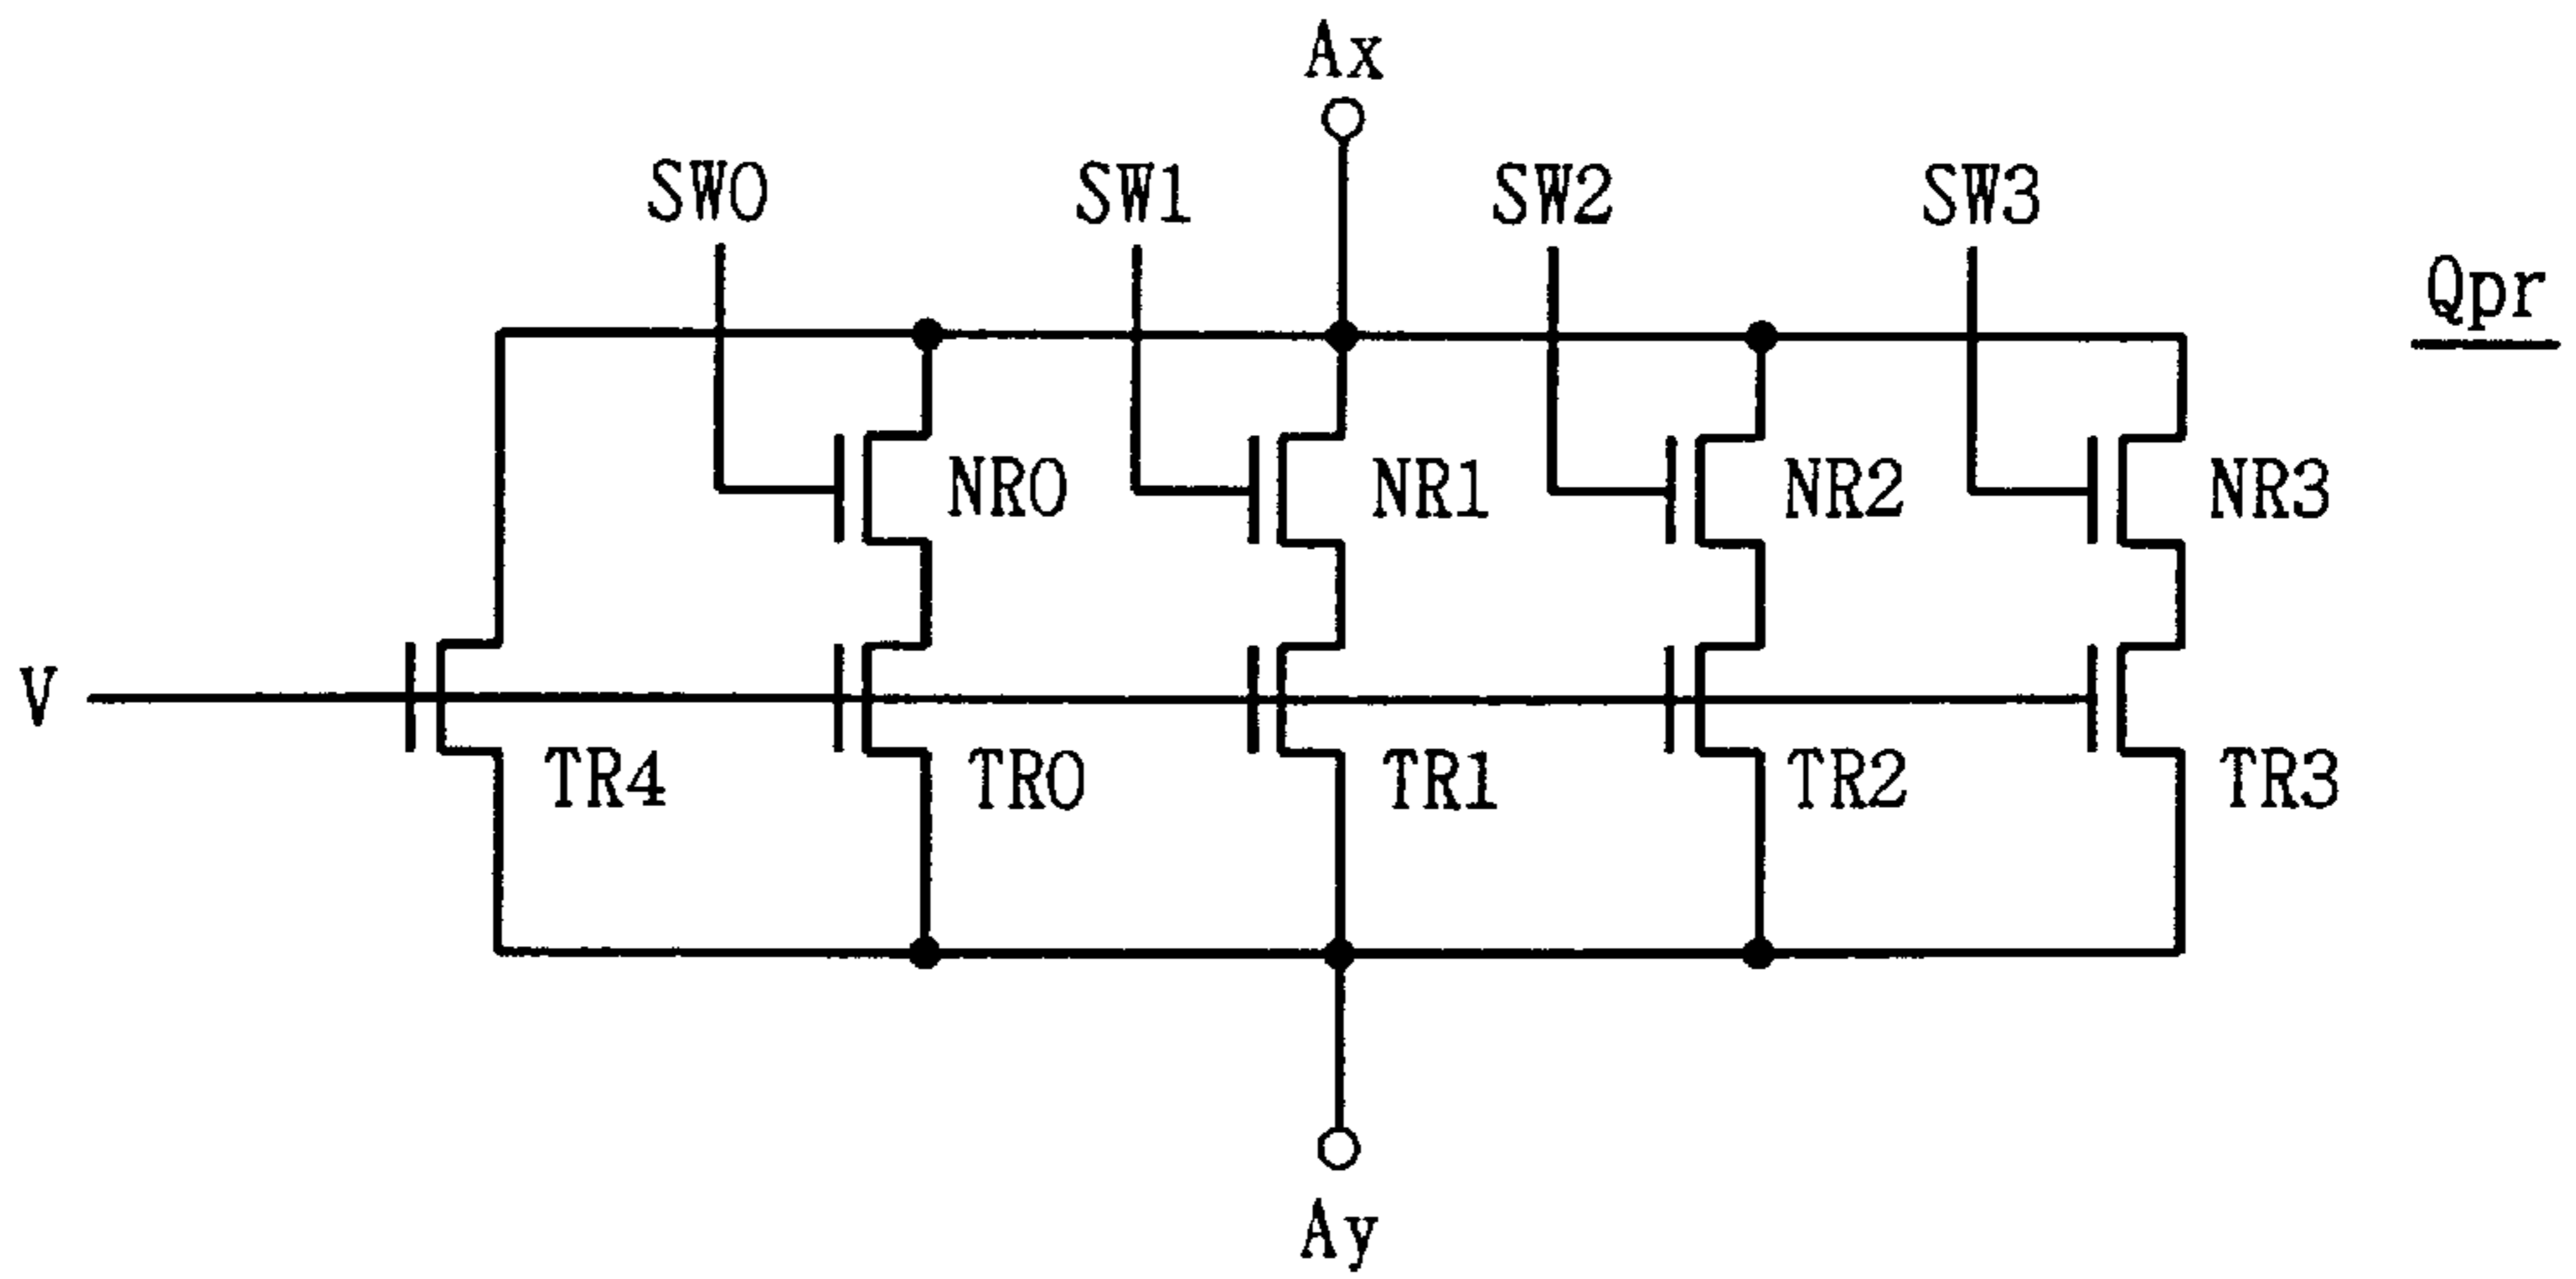 Ax
SW0
SW1
SW2
SW3
Qpr
NR0
NR1
NR2
NR3
V
TR4
TR0
TR1
TR2
TR3
Ay